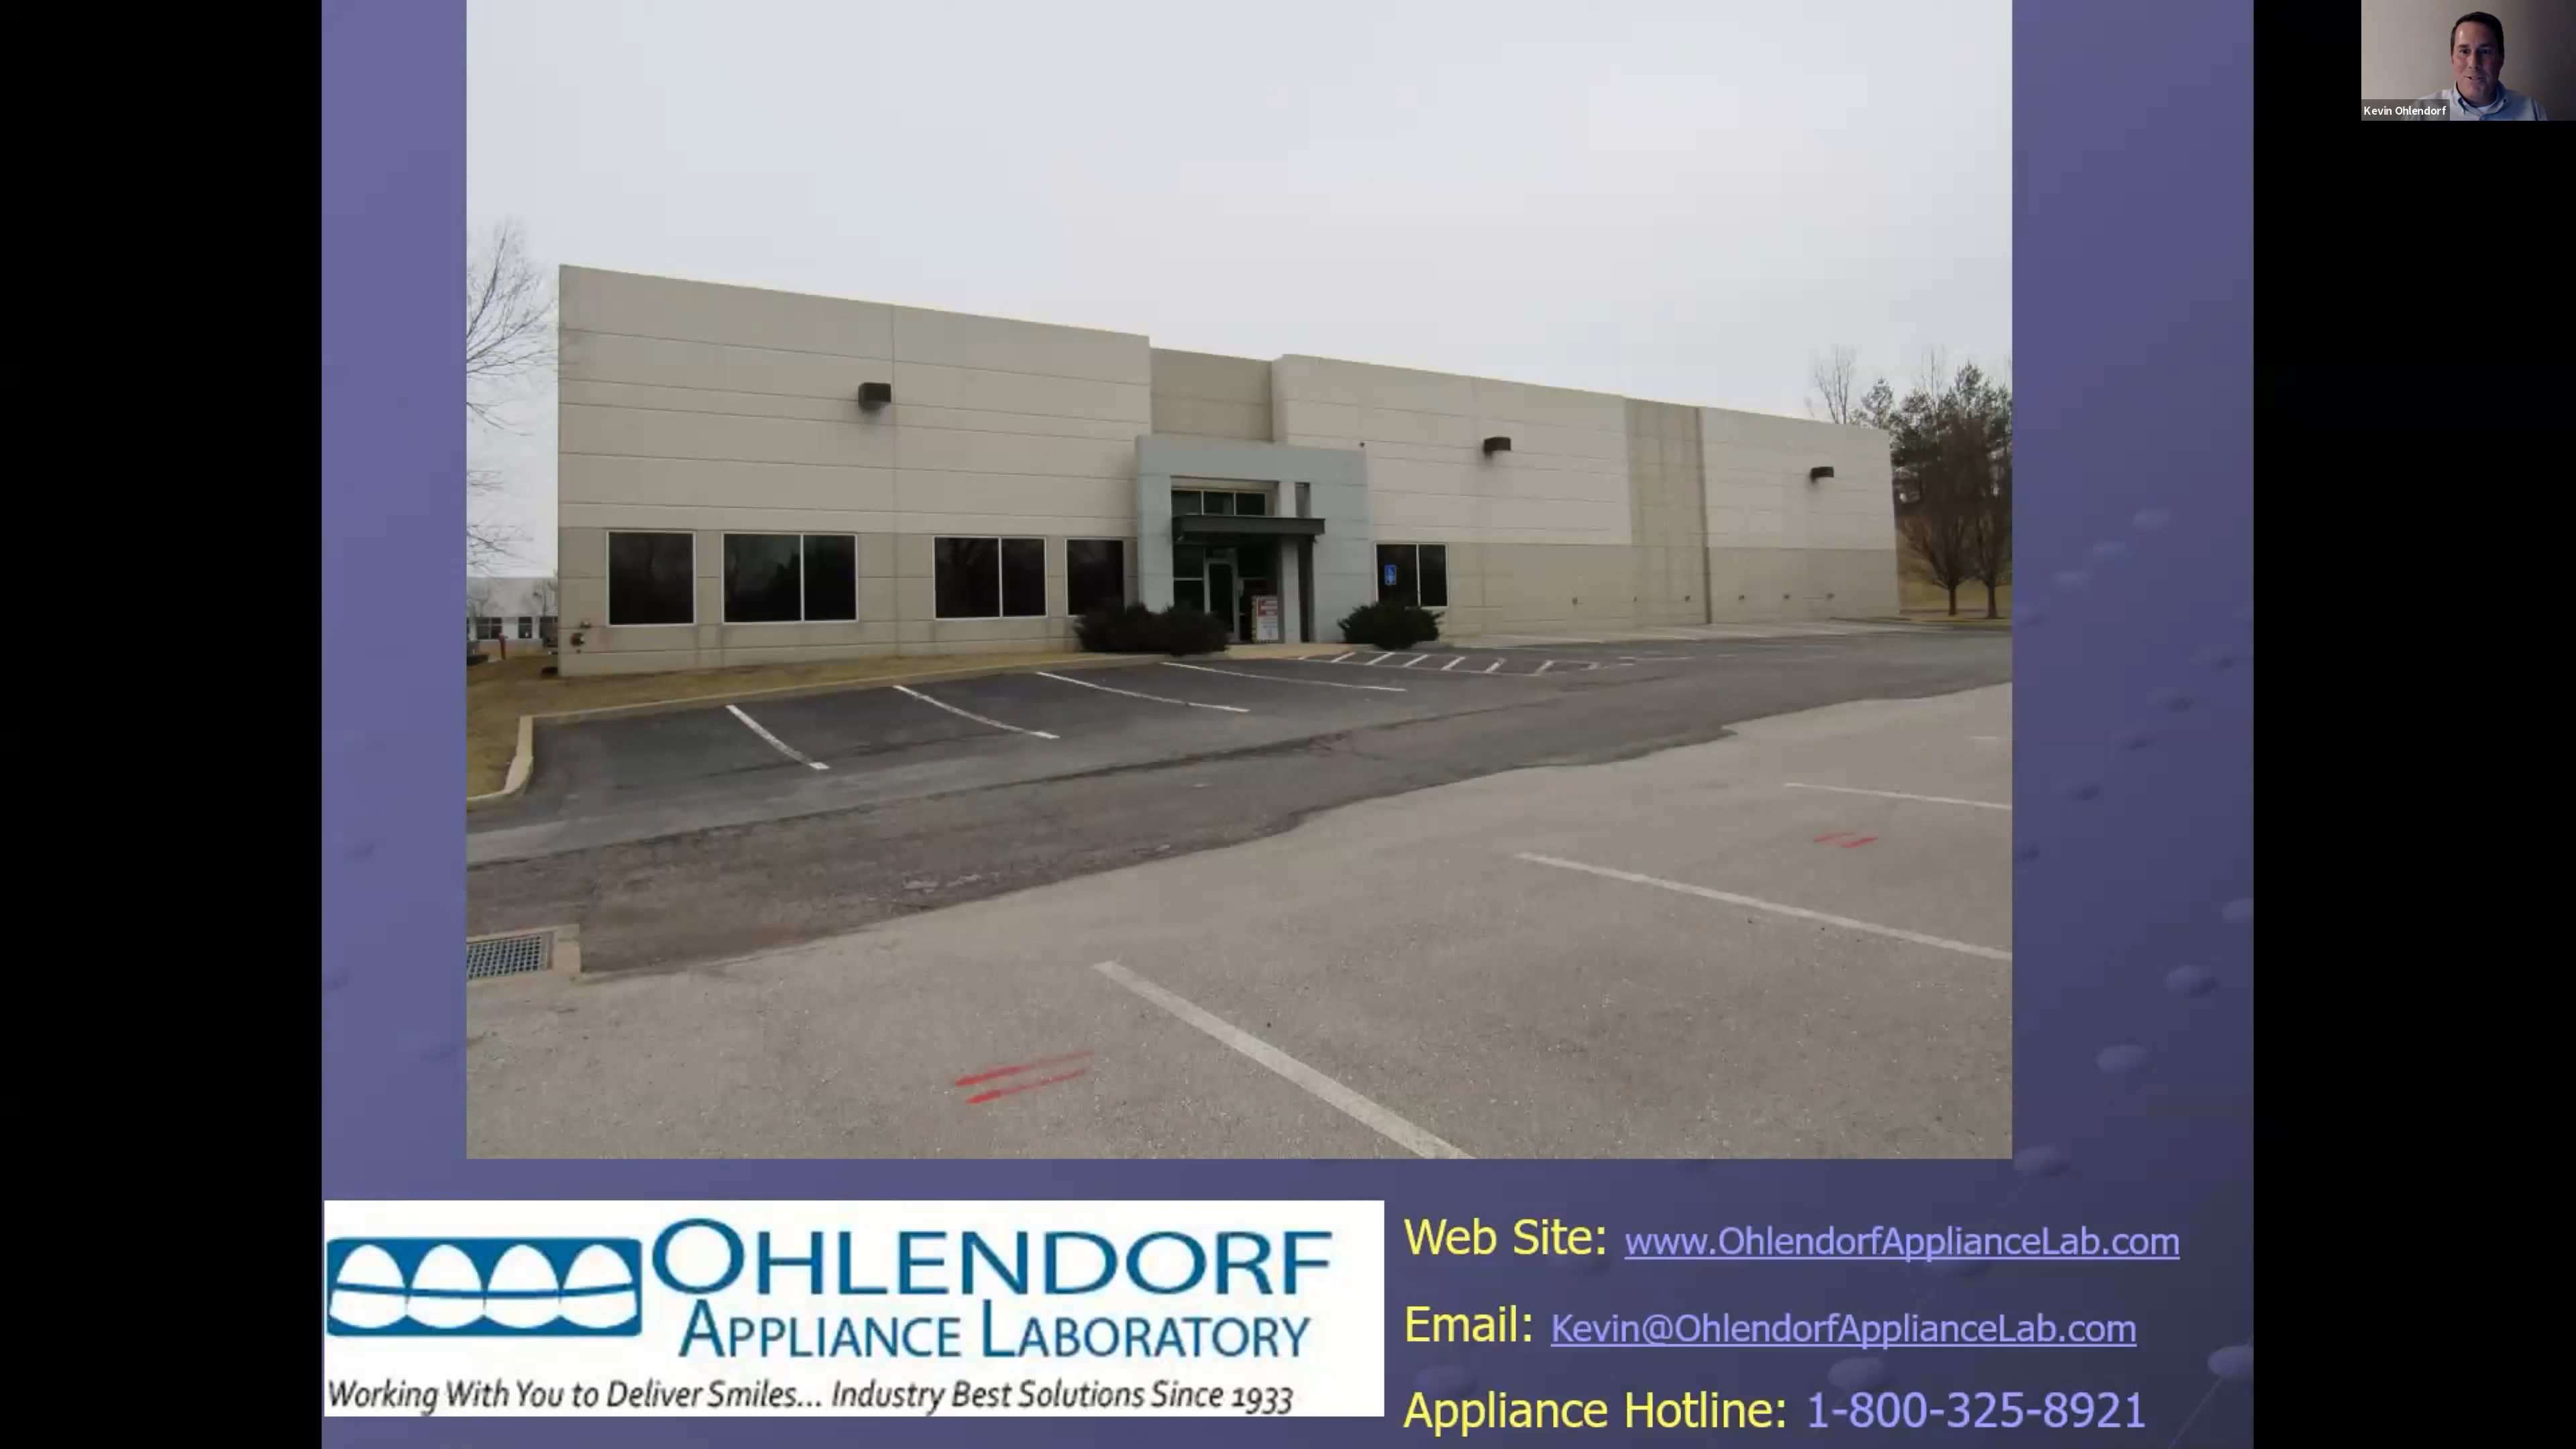 Kevin Ohlendorf
OHLENDORF
APPLIANCE LABORATORY
Working With You to Deliver Smiles... Industry Best Solutions Since 1933
Web Site: www.OhlendorfApplianceLab.com
Email: Kevin@OhlendorfApplianceLab.com
Appliance Hotline: 1-800-325-8921